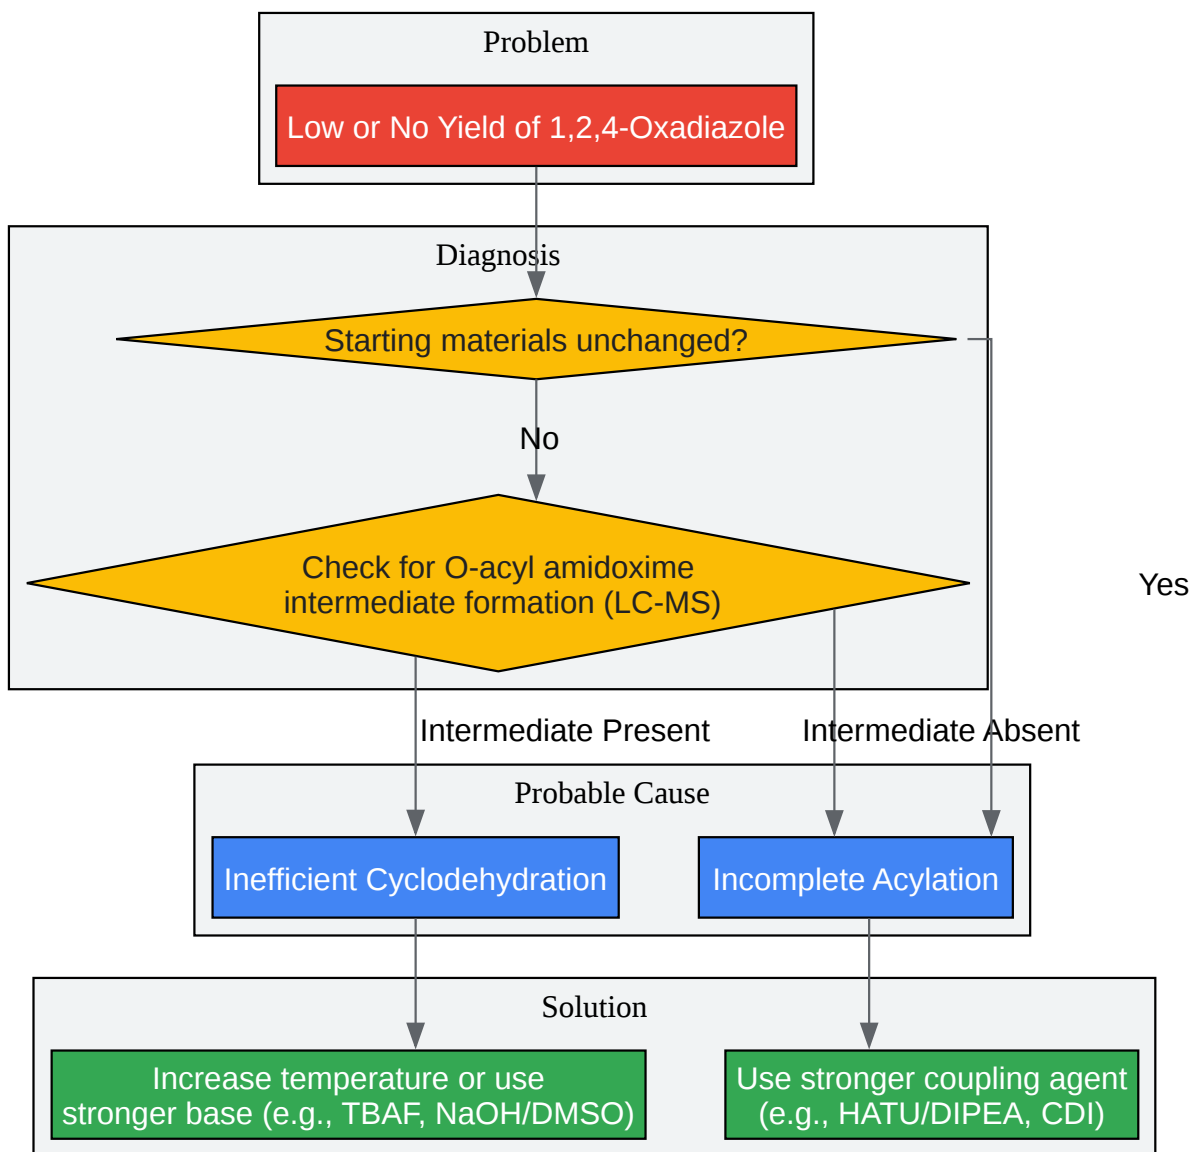 Problem
Low or No Yield of 1,2,4-Oxadiazole
Diagnosis
Starting materials unchanged?
No
Check for O-acyl amidoxime
intermediate formation (LC-MS)
Yes
Intermediate Present
Intermediate Absent
Probable Cause
Inefficient Cyclodehydration
Incomplete Acylation
Solution
Increase temperature or use
stronger base (e.g., TBAF, NaOH/DMSO)
Use stronger coupling agent
(e.g., HATU/DIPEA, CDI)